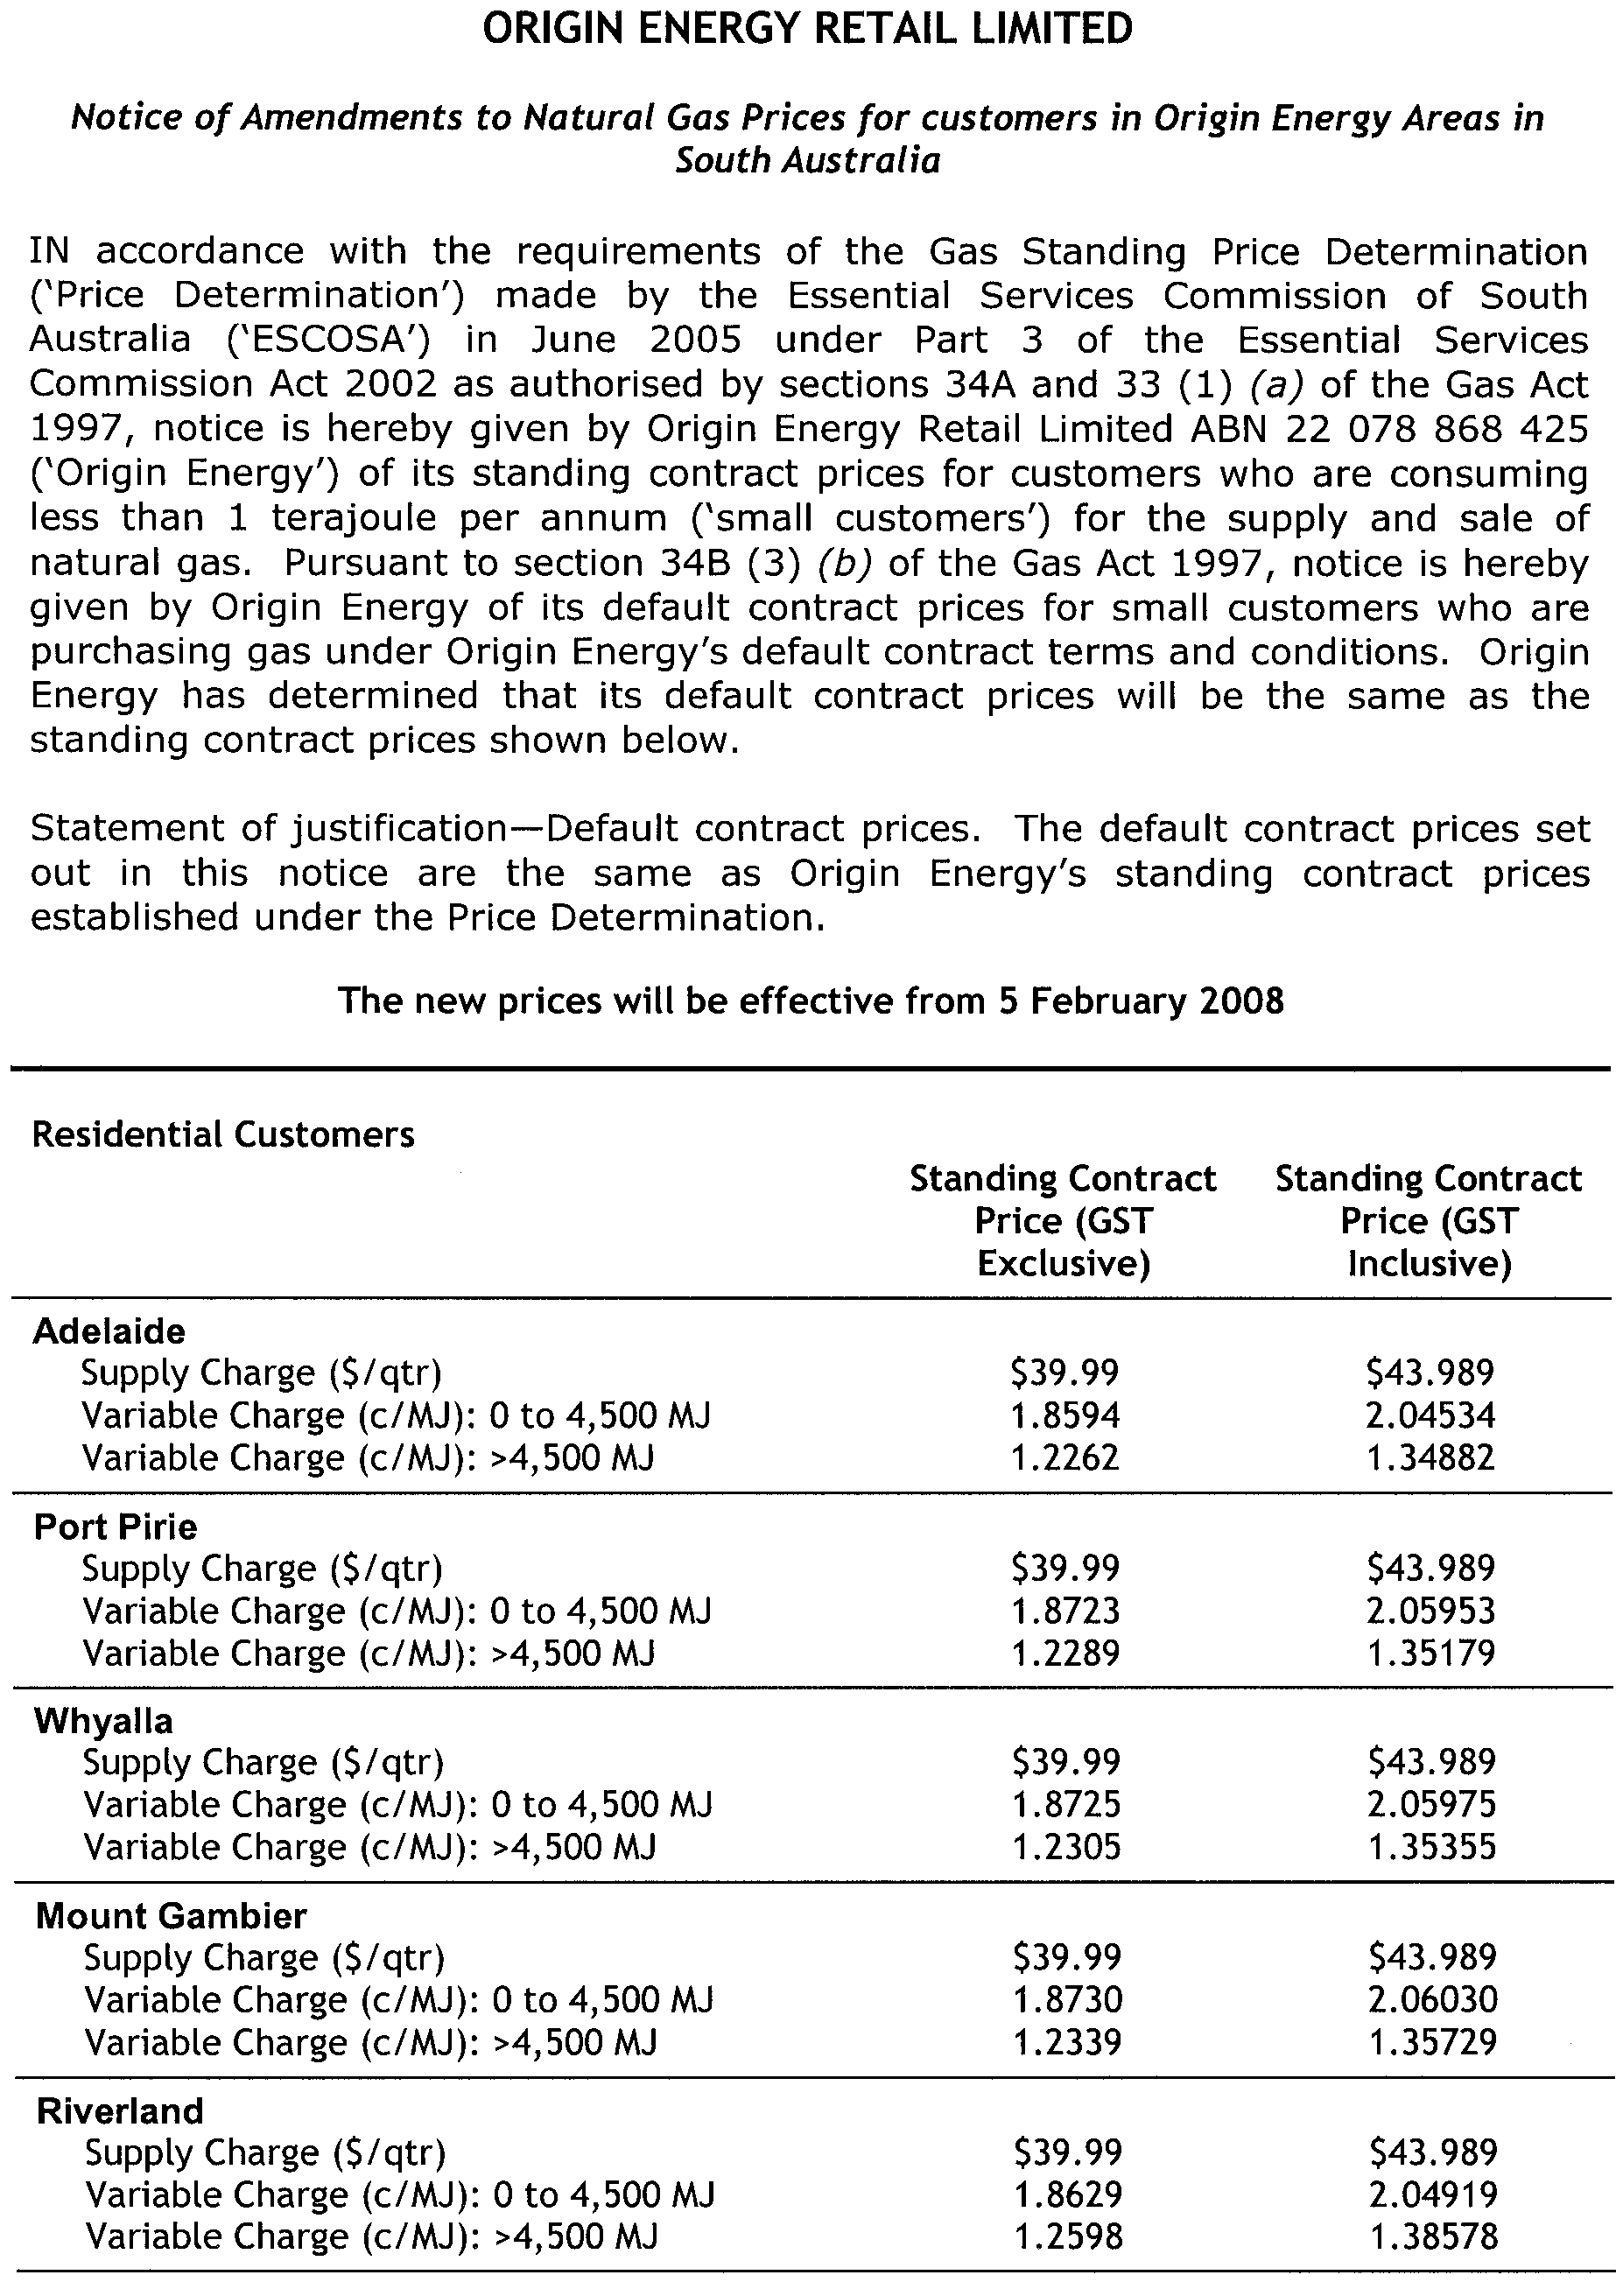 ORIGIN ENERGY RETAIL LIMITED
Notice of Amendments to Natural Gas Prices for customers in Origin Energy Areas in
South Australia
IN accordance with the requirements of the Gas Standing Price Determination
(‘Price Determination’) made by the Essential Services Commission of South
Australia (‘ESCOSA’) in June 2005 under Part 3 of the Essential Services
Commission Act 2002 as authorised by sections 34A and 33 (1) (a) of the Gas Act
1997, notice is hereby given by Origin Energy Retail Limited ABN 22 078 868 425
(‘Origin Energy’) of its standing contract prices for customers who are consuming
less than 1 terajoule per annum (‘small customers’) for the supply and sale of
natural gas. Pursuant to section 34B (3) (b) of the Gas Act 1997, notice is hereby
given by Origin Energy of its default contract prices for small customers who are
purchasing gas under Origin Energy’s default contract terms and conditions. Origin
Energy has determined that its default contract prices will be the same as the
standing contract prices shown below.
Statement of justification—Default contract prices. The default contract prices set
out in this notice are the same as Origin Energy’s standing contract prices
established under the Price Determination.
The new prices will be effective from 5 February 2008
Residential Customers
Standing Contract Standing Contract
Price (GST Price (GST
Exclusive) Inclusive)
Adelaide
Supply Charge ($/qtr) $39.99 $43.989
Variable Charge (c/MJ): 0 to 4,500 MJ 1.8594 2.04534
Variable Charge (c/MJ): >4,500 MJ 1.2262 1.34882
Port Pirie
Supply Charge ($/qtr) $39.99 $43.989
Variable Charge (c/MJ): 0 to 4,500 MJ 1.8723 2.05953
Variable Charge (c/MJ): >4,500 MJ 1.2289 1.35179
Whyalla
Supply Charge ($/qtr) $39.99 $43.989
Variable Charge (c/MJ): 0 to 4,500 MJ 1.8725 2.05975
Variable Charge (c/MJ): >4,500 MJ 1.2305 1.35355
Mount Gambier
Supply Charge ($/qtr) $39.99 $43.989
Variable Charge (c/MJ): 0 to 4,500 MJ 1.8730 2.06030
Variable Charge (c/MJ): >4,500 MJ 1.2339 1.35729
Riverland
Supply Charge ($/qtr) $39.99 $43.989
Variable Charge (c/MJ): 0 to 4,500 MJ 1.8629 2.04919
Variable Charge (c/MJ): >4,500 MJ 1.2598 1.38578